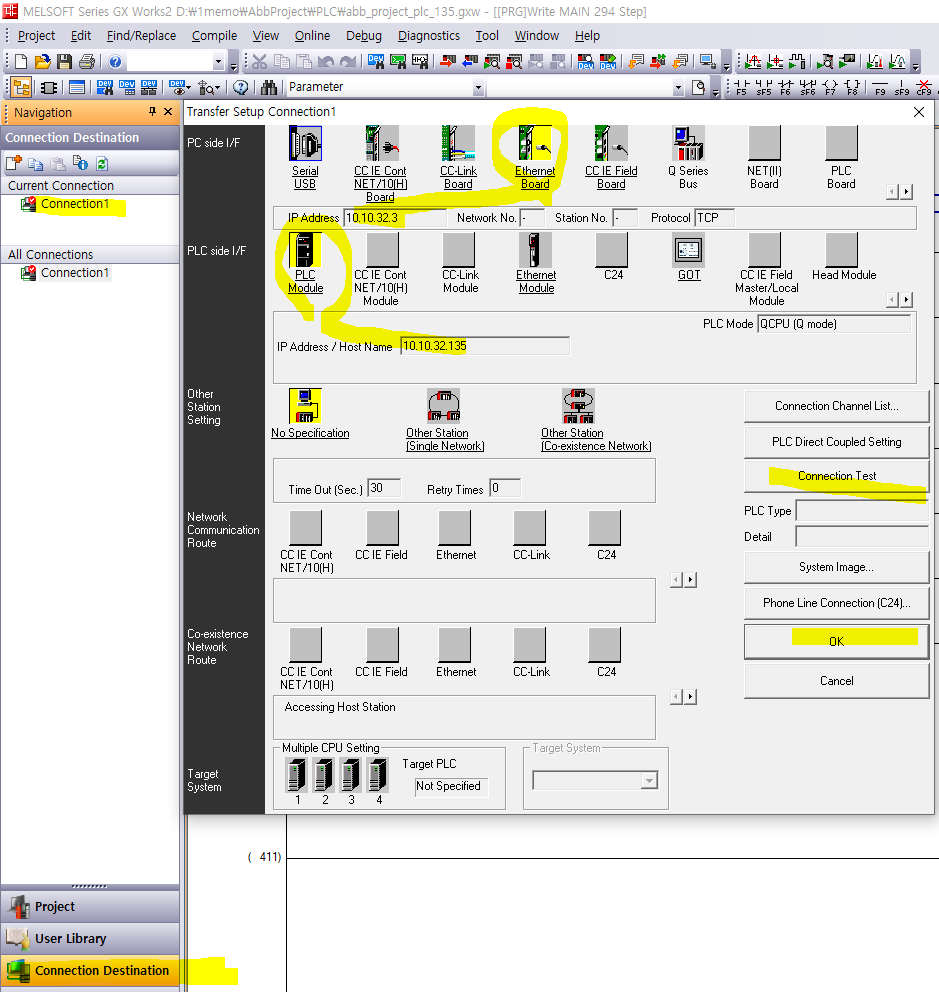 MELSOFT Series GX Works2 D:₩1memo₩AbbProject₩PLC₩abb_project_plc_135.gxw - [[PRG]Write MAIN 294 Step]
Project Edit Find/Replace Compile View Online Debug Diagnostics Tool Window Help
Parameter
F5 sF5 F6 sF6 F7 F8 F9 sF9 cF9
Navigation
Connection Destination
Current Connection
Connection1
All Connections
Connection1
Project
User Library
Connection Destination
Transfer Setup Connection1
PC side I/F
Serial
USB
CC IE Cont
NET/10(H)
Board
CC-Link
Board
Ethernet
Board
CC IE Field
Board
Q Series
Bus
NET(II)
Board
PLC
Board
IP Address 10.10.32.3 Network No. - Station No. - Protocol TCP
PLC side I/F
PLC
Module
CC IE Cont
NET/10(H)
Module
CC-Link
Module
Ethernet
Module
C24
GOT
CC IE Field
Master/Local
Module
Head Module
PLC Mode QCPU (Q mode)
IP Address / Host Name 10.10.32.135
Other
Station
Setting
No Specification
Other Station
(Single Network)
Other Station
(Co-existence Network)
Time Out (Sec.) 30 Retry Times 0
Network
Communication
Route
CC IE Cont
NET/10(H)
CC IE Field
Ethernet
CC-Link
C24
Co-existence
Network
Route
CC IE Cont
NET/10(H)
CC IE Field
Ethernet
CC-Link
C24
Accessing Host Station
Target
System
Multiple CPU Setting
1 2 3 4
Target PLC
Not Specified
Target System
Connection Channel List...
PLC Direct Coupled Setting
Connection Test
PLC Type
Detail
System Image...
Phone Line Connection (C24)...
OK
Cancel
( 411)